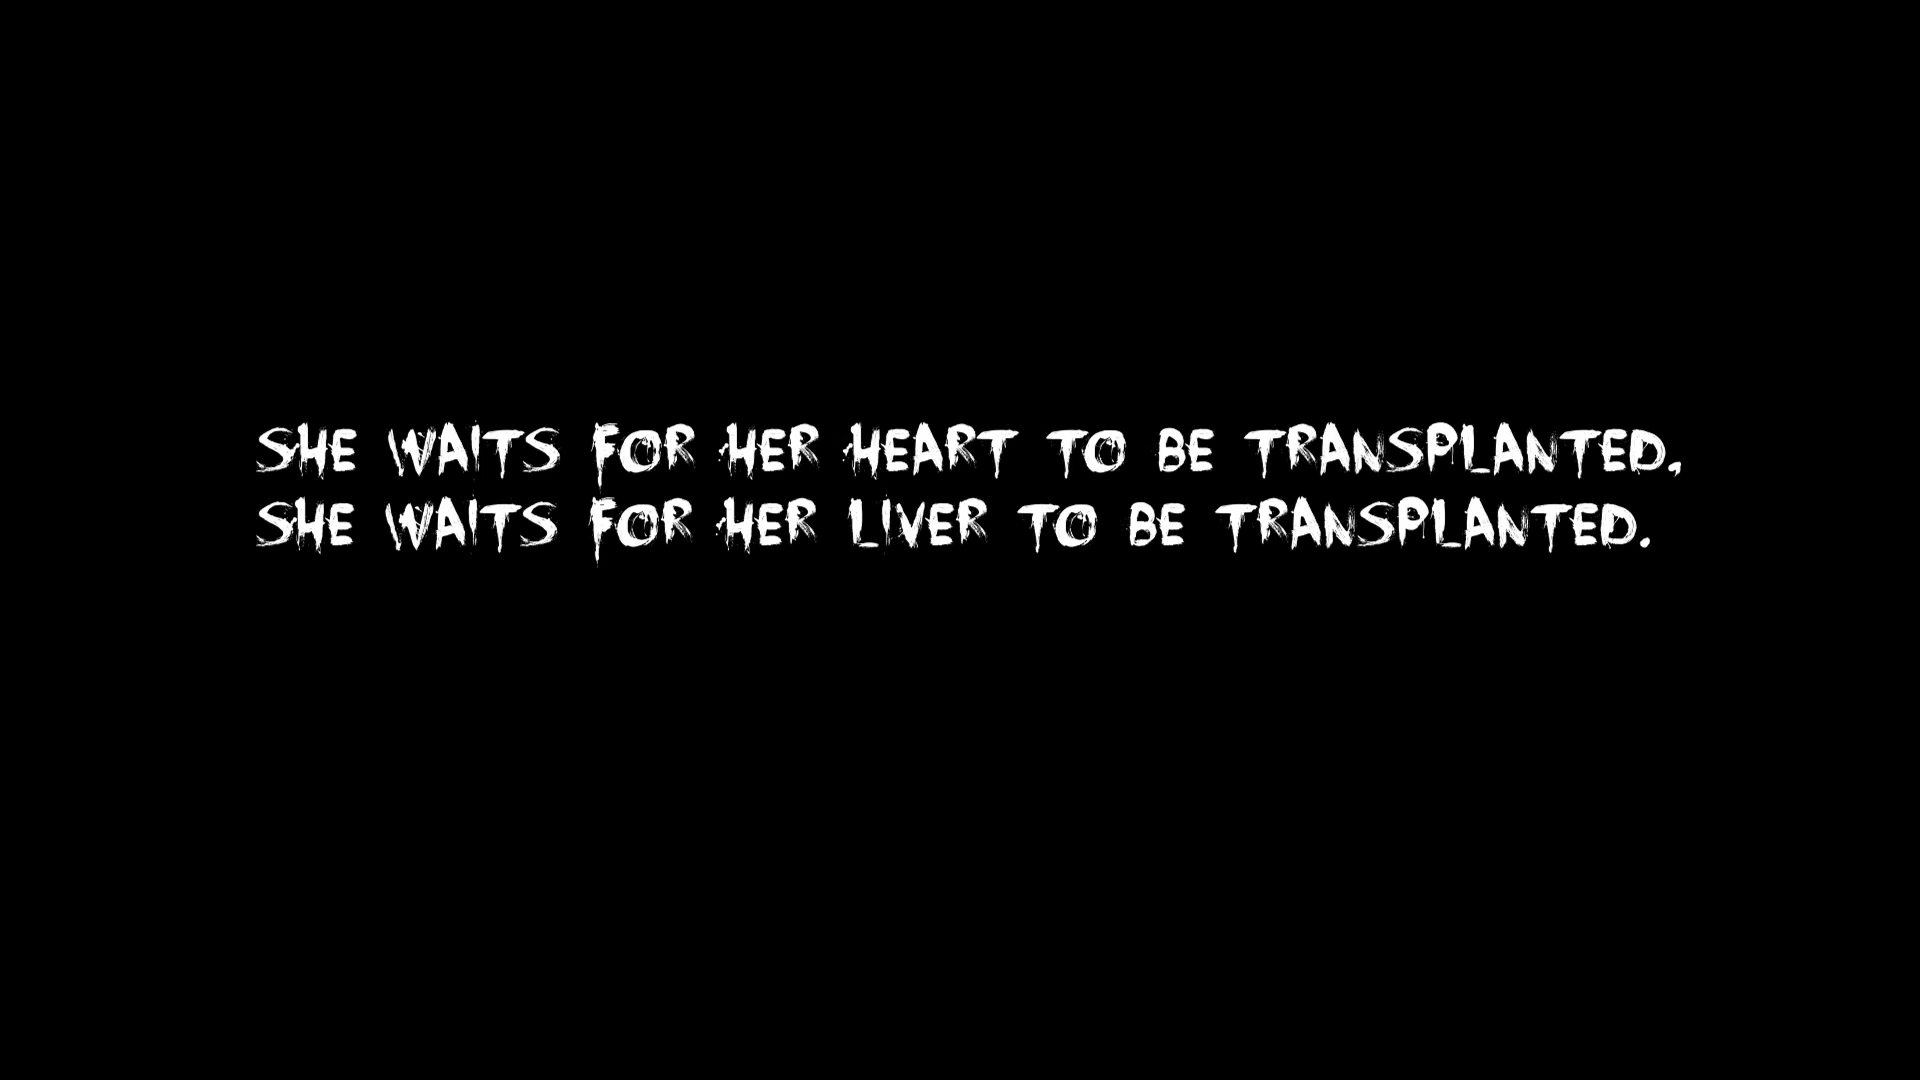 SHE WAITS FOR HER HEART TO BE TRANSPLANTED,
SHE WAITS FOR HER LIVER TO BE TRANSPLANTED.